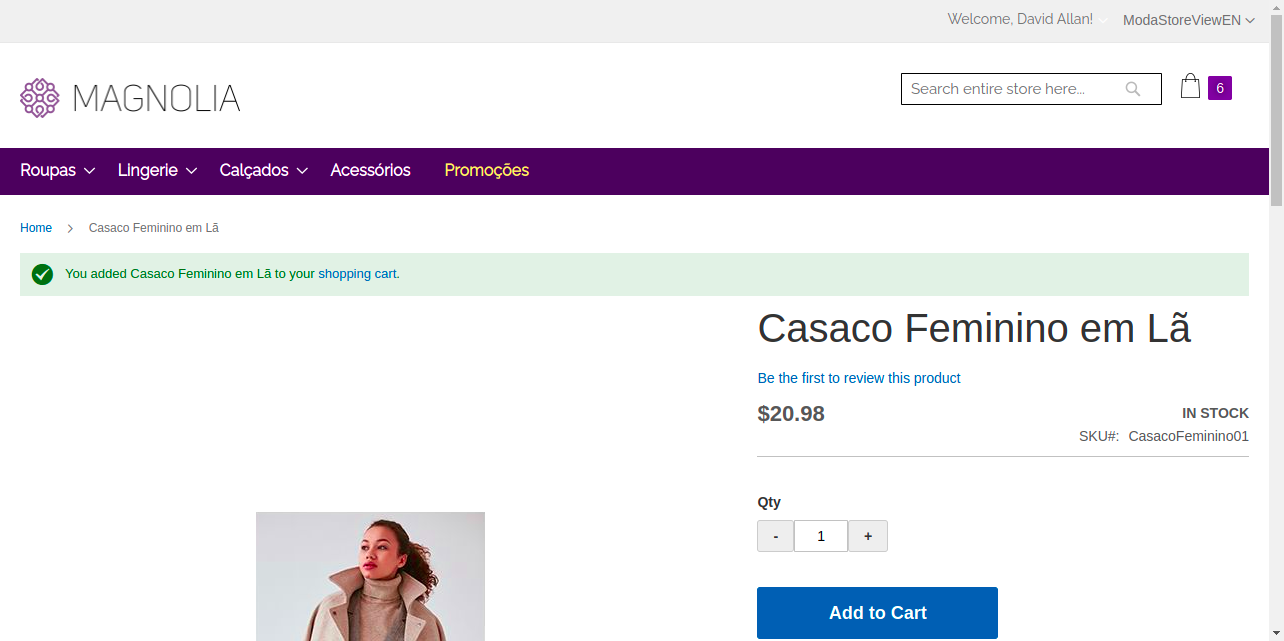 Welcome, David Allan! ModaStoreViewEN
MAGNOLIA
Search entire store here...
6
Roupas Lingerie Calçados Acessórios Promoções
Home Casaco Feminino em Lã
You added Casaco Feminino em Lã to your shopping cart.
Casaco Feminino em Lã
Be the first to review this product
$20.98
IN STOCK
SKU#: CasacoFeminino01
Qty
- 1 +
Add to Cart